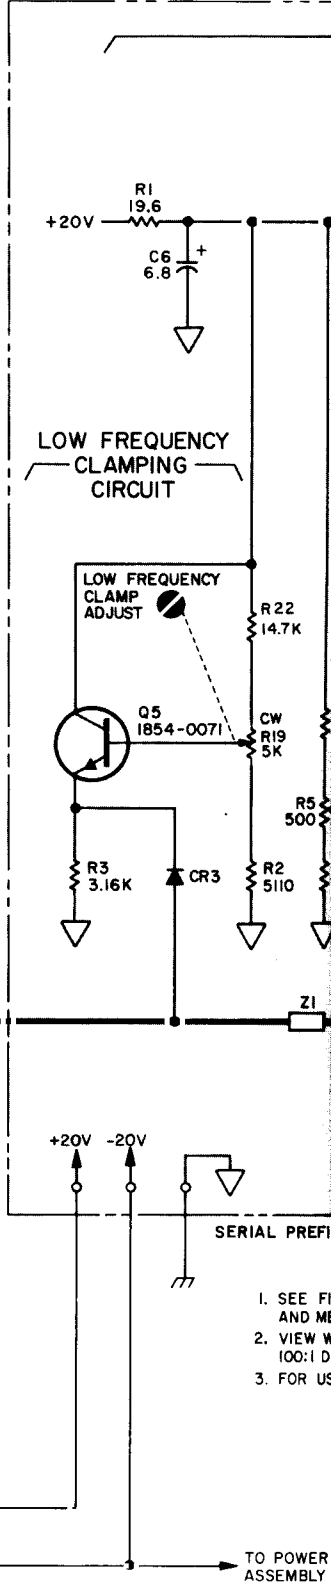 R1
19.6
+20V
C6
6.8
+
LOW FREQUENCY
CLAMPING
CIRCUIT
LOW FREQUENCY
CLAMP
ADJUST
R22
14.7K
Q5
1854-0071
CW
R19
5K
R5
500
R3
3.16K
CR3
R2
5110
Z1
+20V -20V
SERIAL PREFI
1. SEE FI
AND ME
2. VIEW W
100:1 D
3. FOR US
TO POWER
ASSEMBLY